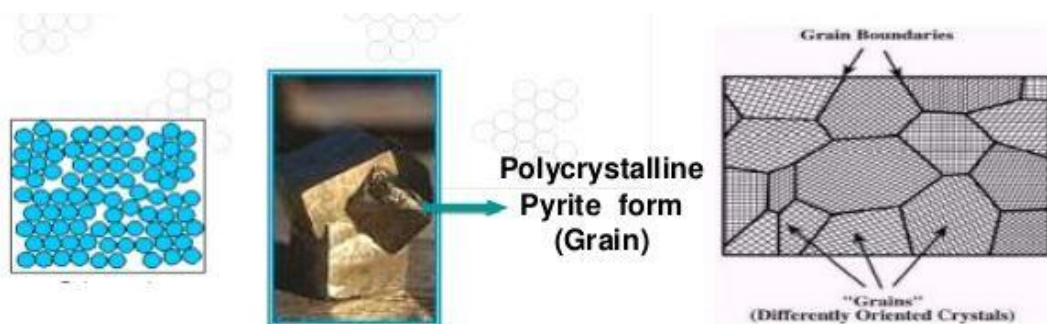 Grain Boundaries
Polycrystalline
Pyrite form
(Grain)
"Grains"
(Differently Oriented Crystals)